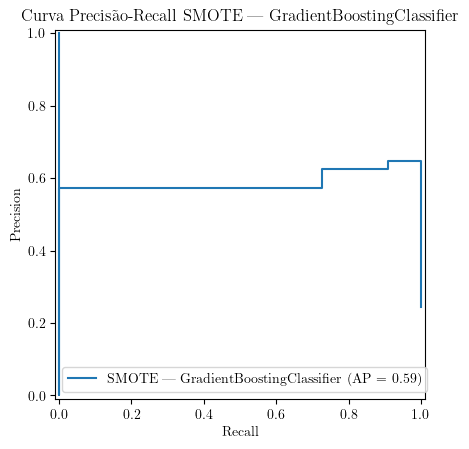 Curva Precisão-Recall SMOTE — GradientBoostingClassifier
1.0
0.8
0.6
0.4
0.2
0.0
Precision
SMOTE — GradientBoostingClassifier (AP = 0.59)
0.0 0.2 0.4 0.6 0.8 1.0
Recall